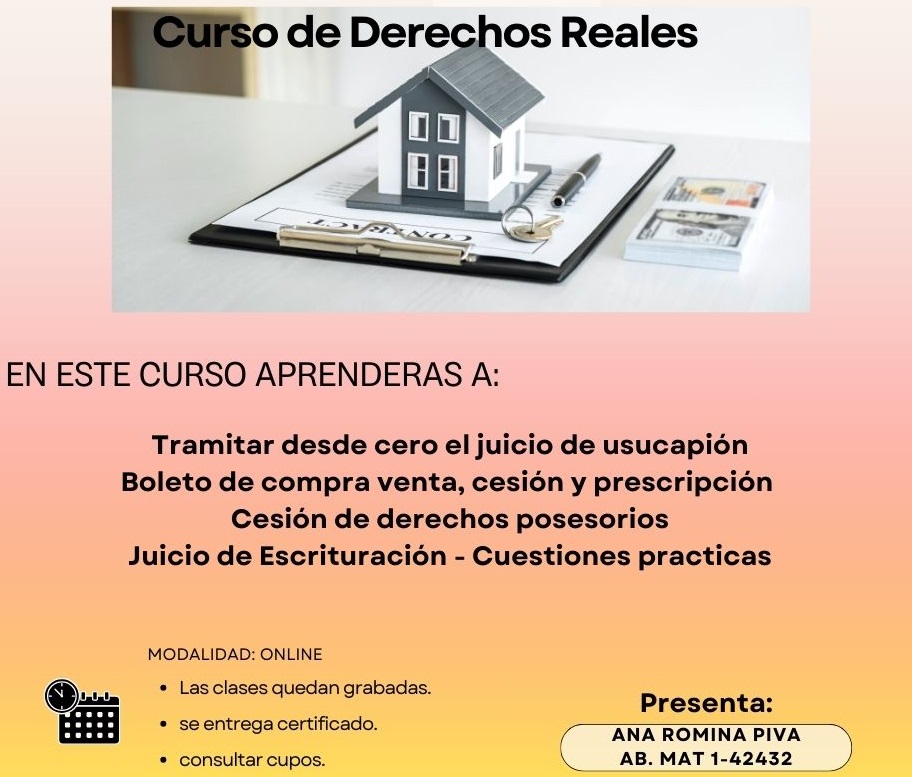 Curso de Derechos Reales
CONTRACT
EN ESTE CURSO APRENDERAS A:
Tramitar desde cero el juicio de usucapión
Boleto de compra venta, cesión y prescripción
Cesión de derechos posesorios
Juicio de Escrituración - Cuestiones practicas
MODALIDAD: ONLINE
• Las clases quedan grabadas.
• se entrega certificado.
• consultar cupos.
Presenta:
ANA ROMINA PIVA
AB. MAT 1-42432